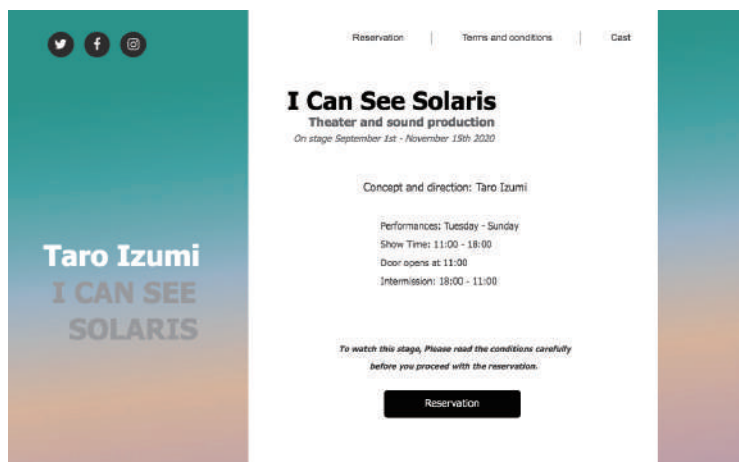 Reservation
Terms and conditions
Cast
I Can See Solaris
Theater and sound production
On stage September 1st - November 15th 2020
Concept and direction: Taro Izumi
Performances: Tuesday - Sunday
Show Time: 11:00 - 18:00
Door opens at 11:00
Intermission: 18:00 - 11:00
Taro Izumi
I CAN SEE
SOLARIS
To watch this stage, Please read the conditions carefully
before you proceed with the reservation.
Reservation